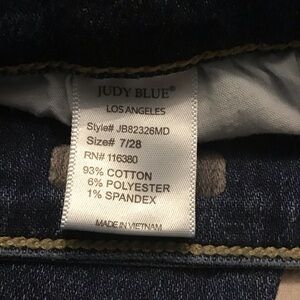 JUDY BLUE®
LOS ANGELES
Style# JB82326MD
Size# 7/28
RN# 116380
93% COTTON
6% POLYESTER
1% SPANDEX
MADE IN VIETNAM